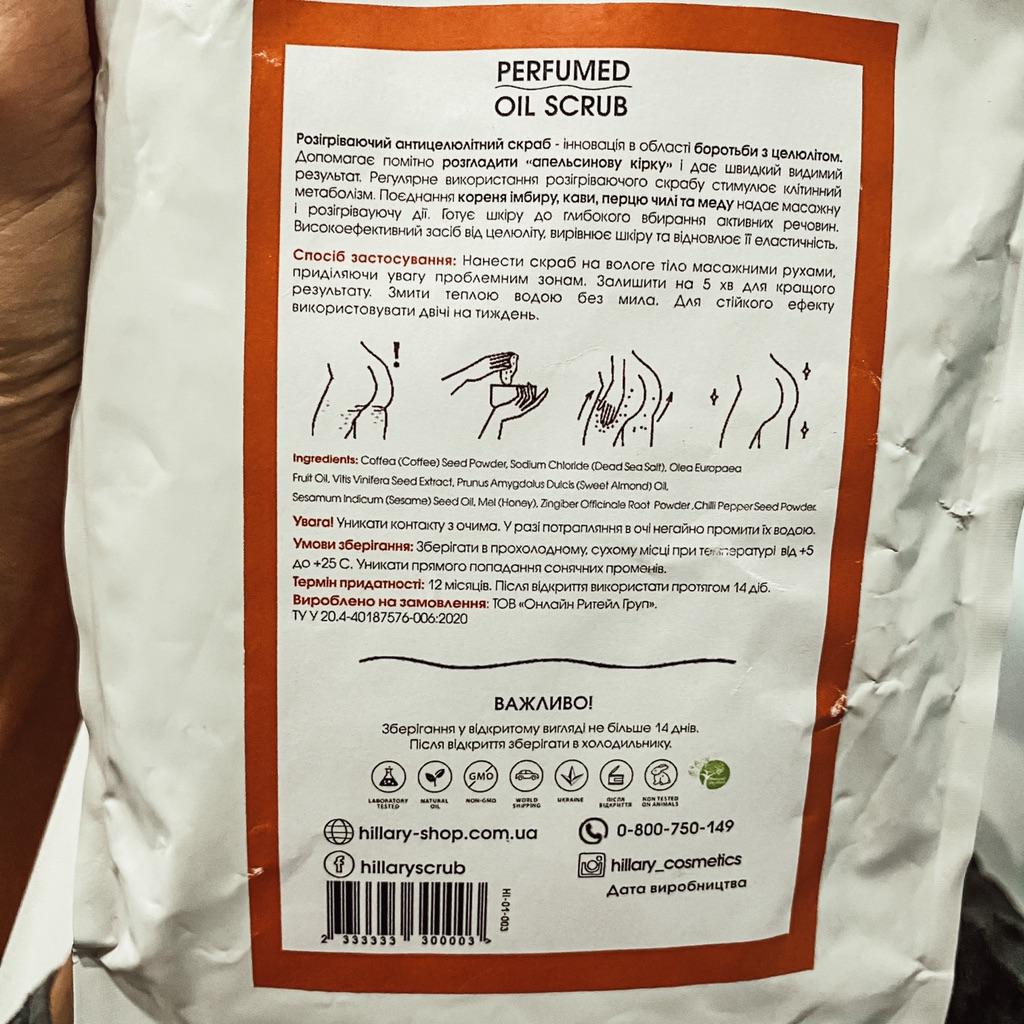 PERFUMED
OIL SCRUB
Розігріваючий антицелюлітний скраб - інновація в області боротьби з целюлітом.
Допомагає помітно розгладити «апельсинову кірку» і дає швидкий видимий
результат. Регулярне використання розігріваючого скрабу стимулює клітинний
метаболізм. Поєднання кореня імбиру, кави, перцю чилі та меду надає масажну
і розігрівауючу дії. Готує шкіру до глибокого вбирання активних речовин.
Високоефективний засіб від целюліту, вирівнює шкіру та відновлює її еластичність.
Спосіб застосування: Нанести скраб на вологе тіло масажними рухами,
приділяючи увагу проблемним зонам. Залишити на 5 хв для кращого
результату. Змити теплою водою без мила. Для стійкого ефекту
використовувати двічі на тиждень.
!
Ingredients: Coffea (Coffee) Seed Powder, Sodium Chloride (Dead Sea Salt), Olea Europaea
Fruit Oil, Vitis Vinifera Seed Extract, Prunus Amygdalus Dulcis (Sweet Almond) Oil,
Sesamum Indicum (Sesame) Seed Oil, Mel (Honey), Zingiber Officinale Root Powder ,Chilli Pepper Seed Powder.
Увага! Уникати контакту з очима. У разі потрапляння в очі негайно промити їх водою.
Умови зберігання: Зберігати в прохолодному, сухому місці при температурі від +5
до +25 С. Уникати прямого попадання сонячних променів.
Термін придатності: 12 місяців. Після відкриття використати протягом 14 діб.
Вироблено на замовлення: ТОВ «Онлайн Ритейл Груп».
ТУ У 20.4-40187576-006:2020
ВАЖЛИВО!
Зберігання у відкритому вигляді не більше 14 днів.
Після відкриття зберігати в холодильнику.
GMO
LABORATORY TESTED NATURAL OIL NON-GMO WORLD SHIPPING UKRAINE ПІСЛЯ ВІДКРИТТЯ NON TESTED ON ANIMALS
hillary-shop.com.ua 0-800-750-149
hillaryscrub hillary_cosmetics
Дата виробництва
HI-01-003
2 333333 300003 >